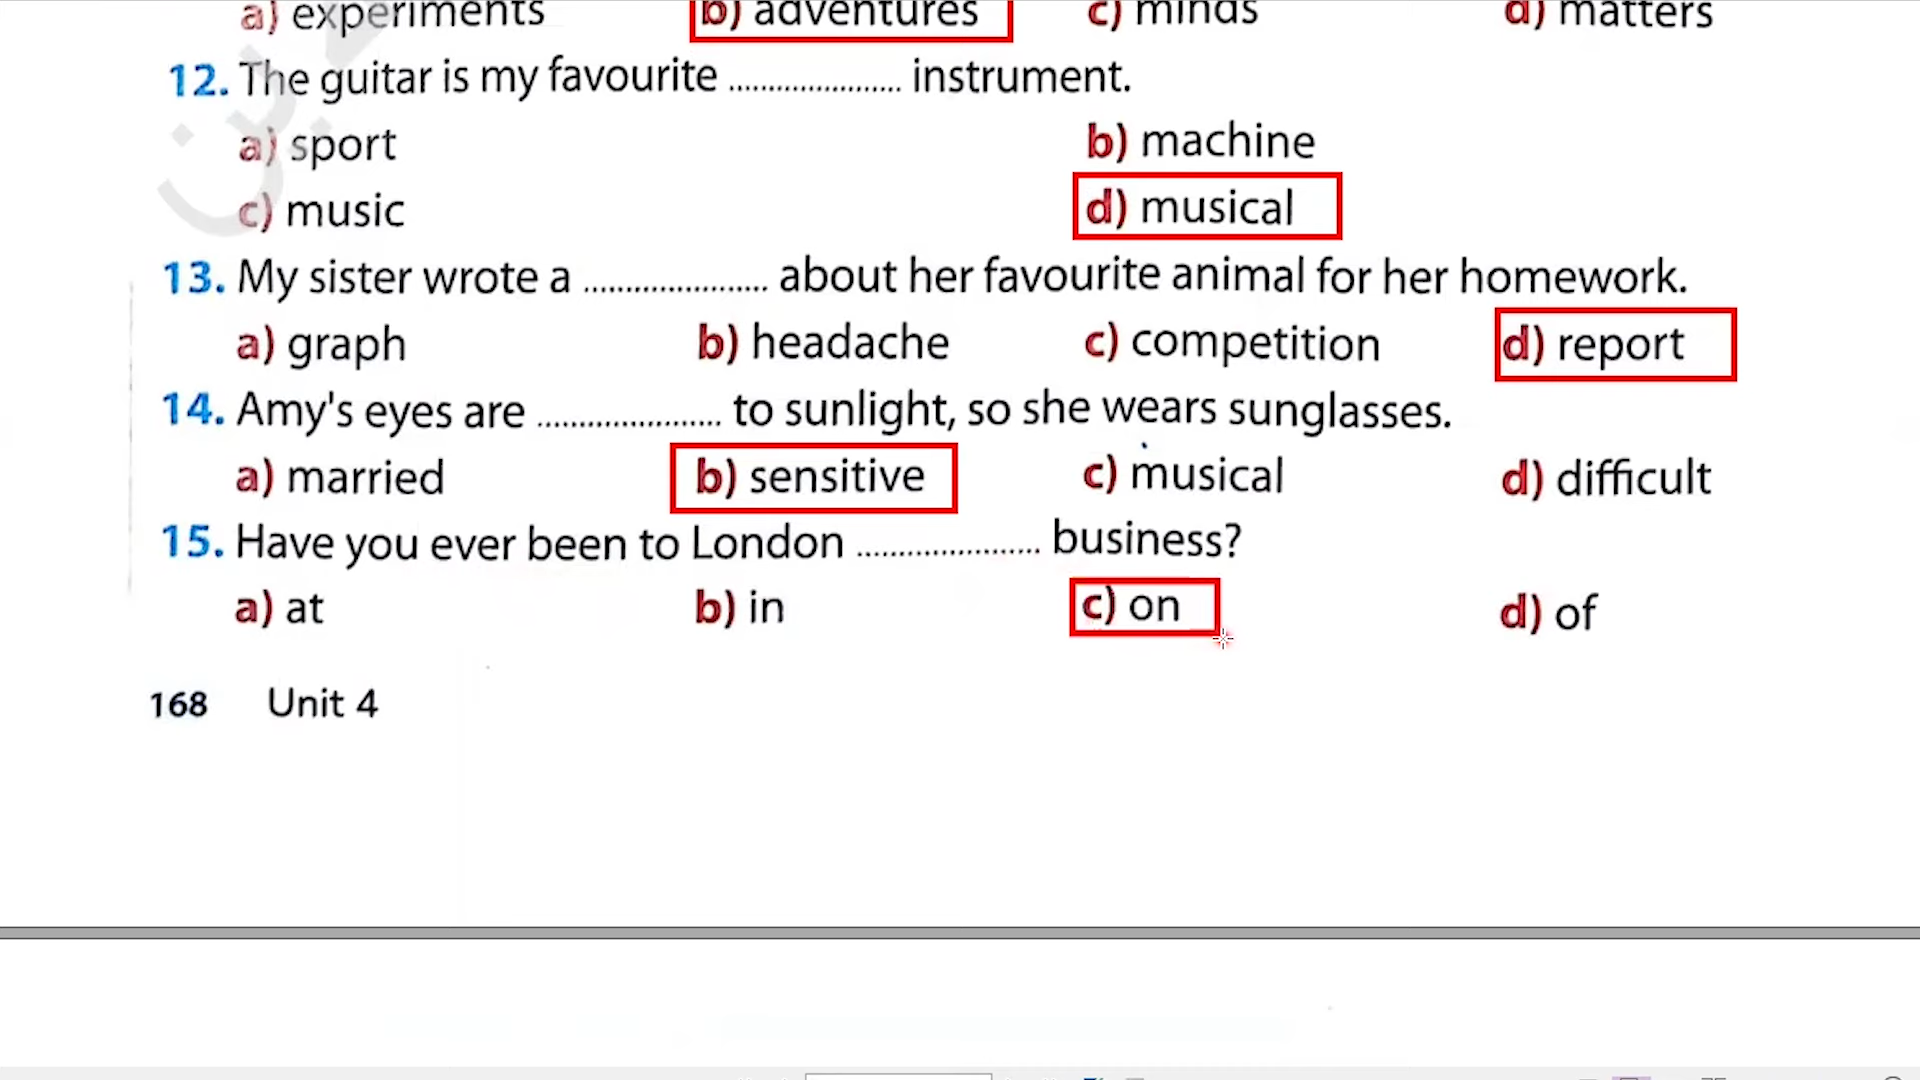 a) experiments b) adventures c) minds d) matters
12. The guitar is my favourite ..................... instrument.
a) sport b) machine
c) music d) musical
13. My sister wrote a ...................... about her favourite animal for her homework.
a) graph b) headache c) competition d) report
14. Amy's eyes are ...................... to sunlight, so she wears sunglasses.
a) married b) sensitive c) musical d) difficult
15. Have you ever been to London ...................... business?
a) at b) in c) on d) of
168 Unit 4